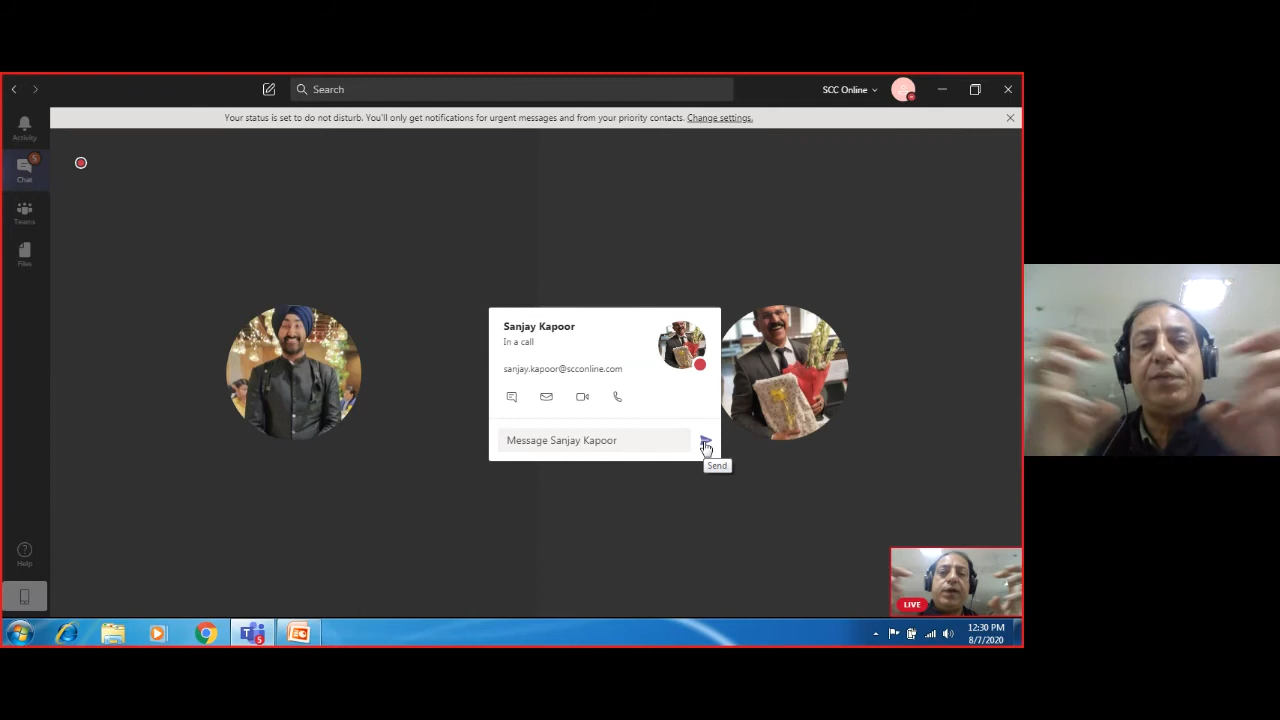 Search
SCC Online
Your status is set to do not disturb. You'll only get notifications for urgent messages and from your priority contacts. Change settings.
Activity
5
Chat
Teams
Files
Sanjay Kapoor
In a call
sanjay.kapoor@scconline.com
Message Sanjay Kapoor
Send
Help
LIVE
5
12:30 PM
8/7/2020